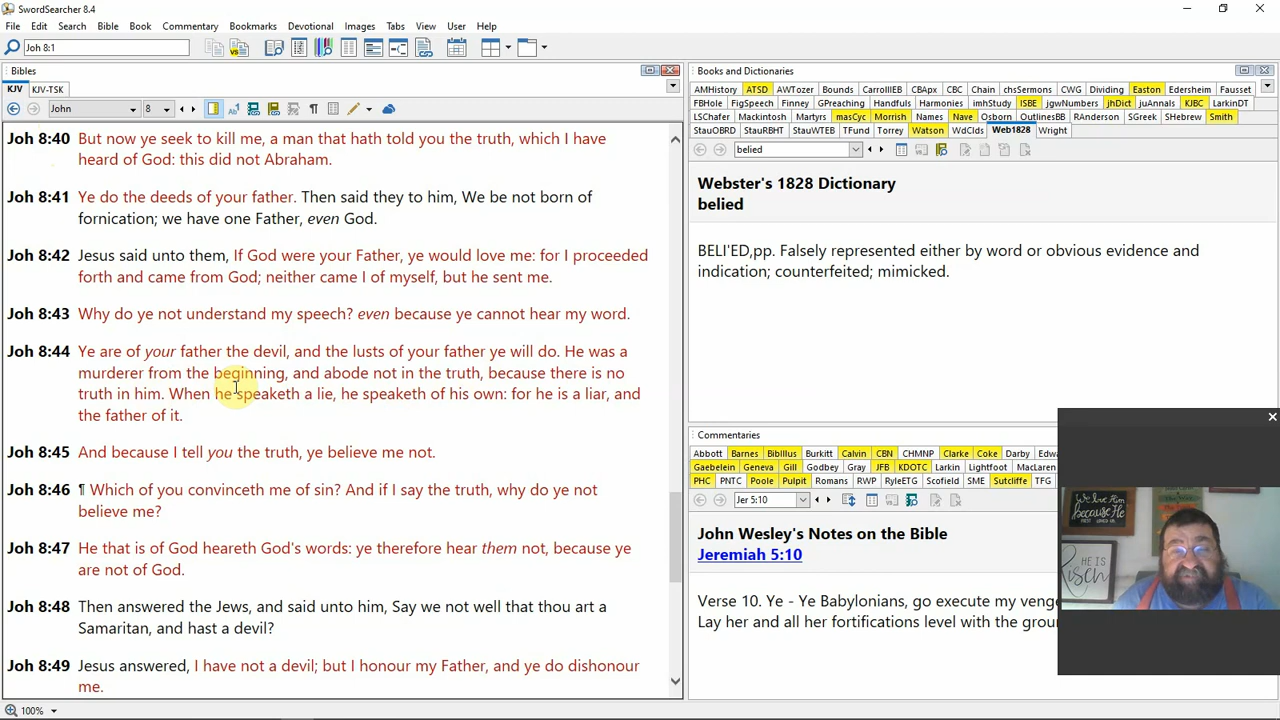 SwordSearcher 8.4
File Edit Search Bible Book Commentary Bookmarks Devotional Images Tabs View User Help
Joh 8:1
Bibles
KJV KJV-TSK
John 8
Joh 8:40 But now ye seek to kill me, a man that hath told you the truth, which I have
heard of God: this did not Abraham.
Joh 8:41 Ye do the deeds of your father. Then said they to him, We be not born of
fornication; we have one Father, even God.
Joh 8:42 Jesus said unto them, If God were your Father, ye would love me: for I proceeded
forth and came from God; neither came I of myself, but he sent me.
Joh 8:43 Why do ye not understand my speech? even because ye cannot hear my word.
Joh 8:44 Ye are of your father the devil, and the lusts of your father ye will do. He was a
murderer from the beginning, and abode not in the truth, because there is no
truth in him. When he speaketh a lie, he speaketh of his own: for he is a liar, and
the father of it.
Joh 8:45 And because I tell you the truth, ye believe me not.
Joh 8:46 ¶ Which of you convinceth me of sin? And if I say the truth, why do ye not
believe me?
Joh 8:47 He that is of God heareth God's words: ye therefore hear them not, because ye
are not of God.
Joh 8:48 Then answered the Jews, and said unto him, Say we not well that thou art a
Samaritan, and hast a devil?
Joh 8:49 Jesus answered, I have not a devil; but I honour my Father, and ye do dishonour
me.
100%
Books and Dictionaries
AMHistory ATSD AWTozer Bounds CarrollIEB CBApx CBC Chain chsSermons CWG Dividing Easton Edersheim Fausset
FBHole FigSpeech Finney GPreaching Handfuls Harmonies imhStudy ISBE jgwNumbers jhDict juAnnals KJBC LarkinDT
LSChafer Mackintosh Martyrs masCyc Morrish Names Nave Osborn OutlinesBB RAnderson SGreek SHebrew Smith
StauOBRD StauRBHT StauWTEB TFund Torrey Watson WdClds Web1828 Wright
belied
Webster's 1828 Dictionary
belied
BELI'ED,pp. Falsely represented either by word or obvious evidence and
indication; counterfeited; mimicked.
Commentaries
Abbott Barnes BibIllus Burkitt Calvin CBN CHMNP Clarke Coke Darby
Gaebelein Geneva Gill Godbey Gray JFB KDOTC Larkin Lightfoot MacLaren
PHC PNTC Poole Pulpit Romans RWP RyleETG Scofield SME Sutcliffe TFG
Jer 5:10
John Wesley's Notes on the Bible
Jeremiah 5:10
Verse 10. Ye - Ye Babylonians, go execute my
Lay her and all her fortifications level with the
We love Him
because He
FIRST LOVED US
HE IS
Risen